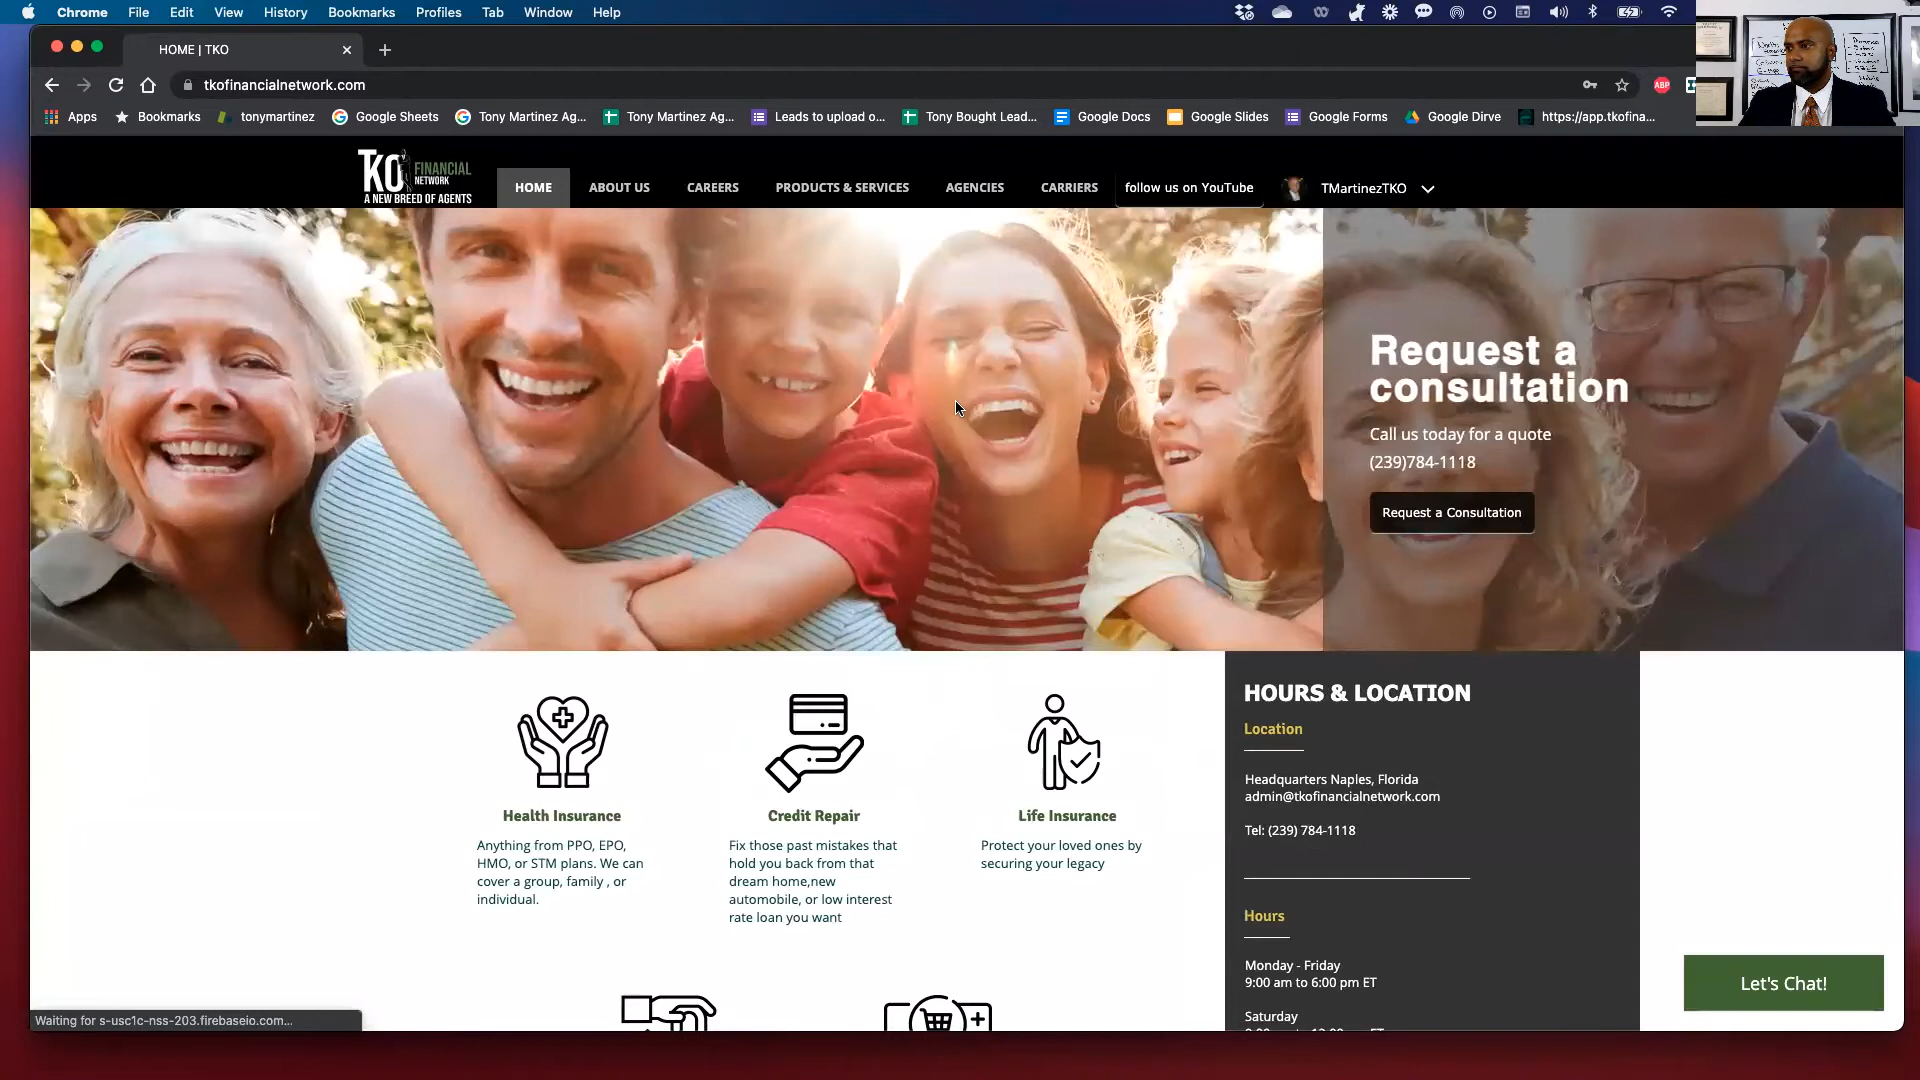 Chrome File Edit View History Bookmarks Profiles Tab Window Help
HOME | TKO
tkofinancialnetwork.com
ABP
Apps Bookmarks tonymartinez Google Sheets Tony Martinez Ag... Tony Martinez Ag... Leads to upload o... Tony Bought Lead... Google Docs Google Slides Google Forms Google Dirve https://app.tkofina...
TKO FINANCIAL
NETWORK
A NEW BREED OF AGENTS
HOME ABOUT US CAREERS PRODUCTS & SERVICES AGENCIES CARRIERS follow us on YouTube TMartinezTKO
Request a
consultation
Call us today for a quote
(239)784-1118
Request a Consultation
Health Insurance
Anything from PPO, EPO,
HMO, or STM plans. We can
cover a group, family , or
individual.
Credit Repair
Fix those past mistakes that
hold you back from that
dream home,new
automobile, or low interest
rate loan you want
Life Insurance
Protect your loved ones by
securing your legacy
HOURS & LOCATION
Location
Headquarters Naples, Florida
admin@tkofinancialnetwork.com
Tel: (239) 784-1118
Hours
Monday - Friday
9:00 am to 6:00 pm ET
Saturday
Let's Chat!
Waiting for s-usc1c-nss-203.firebaseio.com...